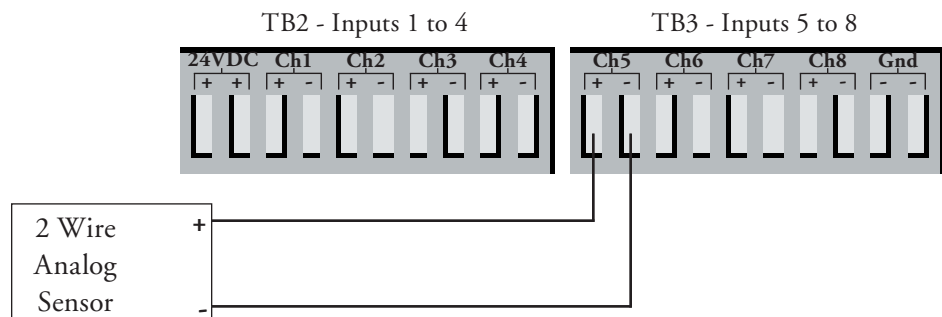 TB2 - Inputs 1 to 4 TB3 - Inputs 5 to 8
24VDC Ch1 Ch2 Ch3 Ch4 Ch5 Ch6 Ch7 Ch8 Gnd
+ + + - + - + - + - + - + - + - + - - -
2 Wire +
Analog
Sensor -